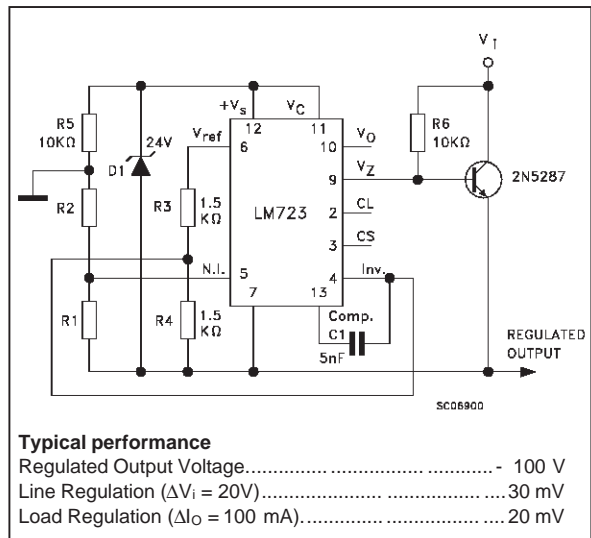 V I
+V s
V C
R5
10KΩ
24V
D1
V ref
12
11
6
10
V O
R6
10KΩ
V Z
9
2N5287
R2
R3
1.5
KΩ
LM723
2
CL
3
CS
N.I.
5
4
Inv.
7
13
R1
R4
1.5
KΩ
Comp.
C1
5nF
REGULATED
OUTPUT
SC06900
Typical performance
Regulated Output Voltage............... ............... .................- 100 V
Line Regulation (ΔVi = 20V)...................... ...................... ....30 mV
Load Regulation (ΔIO = 100 mA)................ ...................... ....20 mV